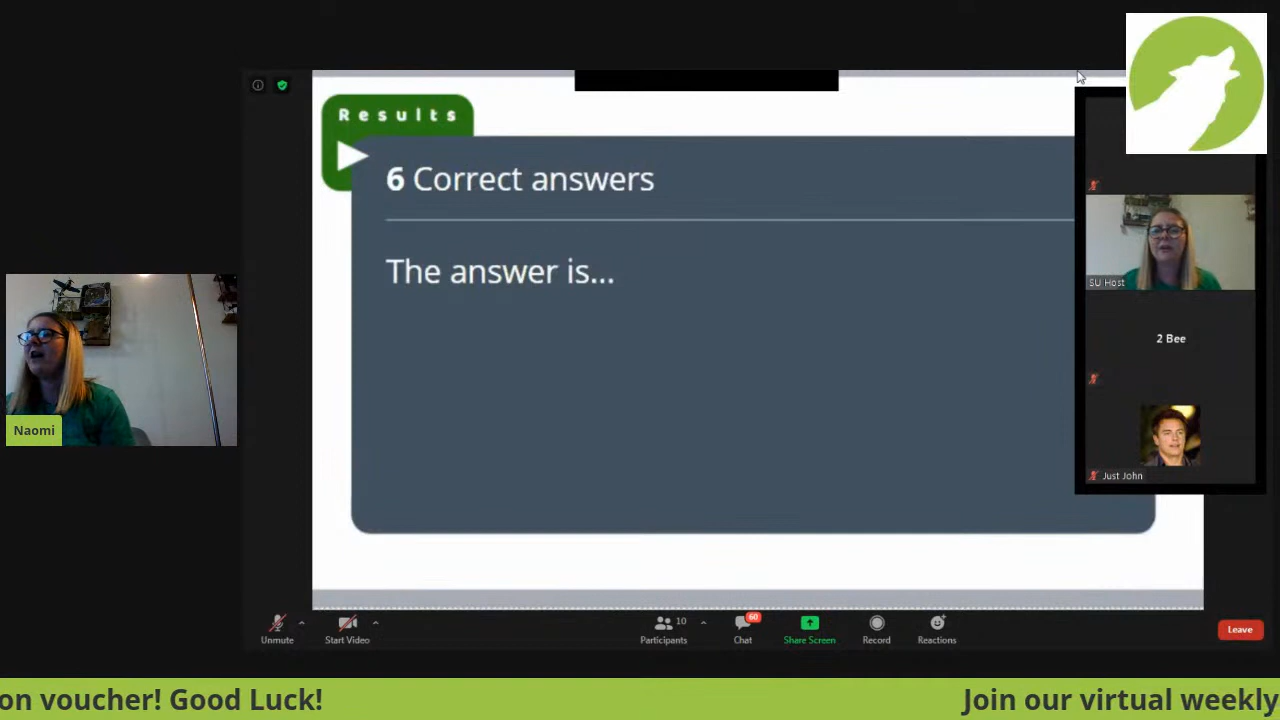 Results
6 Correct answers
The answer is...
SU Host
2 Bee
Just John
Naomi
Unmute
Start Video
10
Participants
60
Chat
Share Screen
Record
Reactions
Leave
on voucher! Good Luck!
Join our virtual weekly